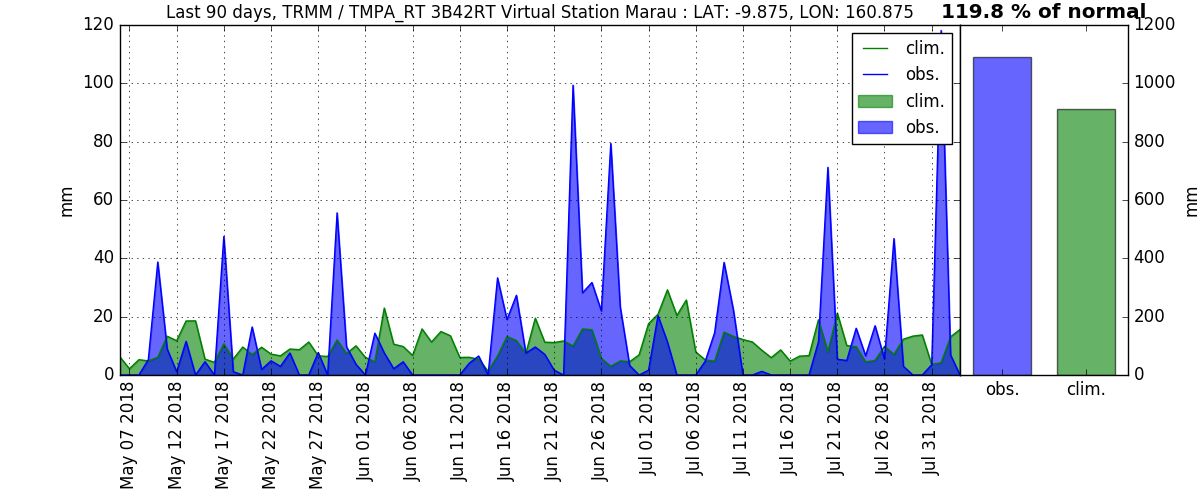 Last 90 days, TRMM / TMPA_RT 3B42RT Virtual Station Marau : LAT: -9.875, LON: 160.875
119.8 % of normal
mm
120
100
80
60
40
20
0
clim.
obs.
clim.
obs.
1200
1000
800
600
400
200
0
mm
May 07 2018
May 12 2018
May 17 2018
May 22 2018
May 27 2018
Jun 01 2018
Jun 06 2018
Jun 11 2018
Jun 16 2018
Jun 21 2018
Jun 26 2018
Jul 01 2018
Jul 06 2018
Jul 11 2018
Jul 16 2018
Jul 21 2018
Jul 26 2018
Jul 31 2018
obs.
clim.